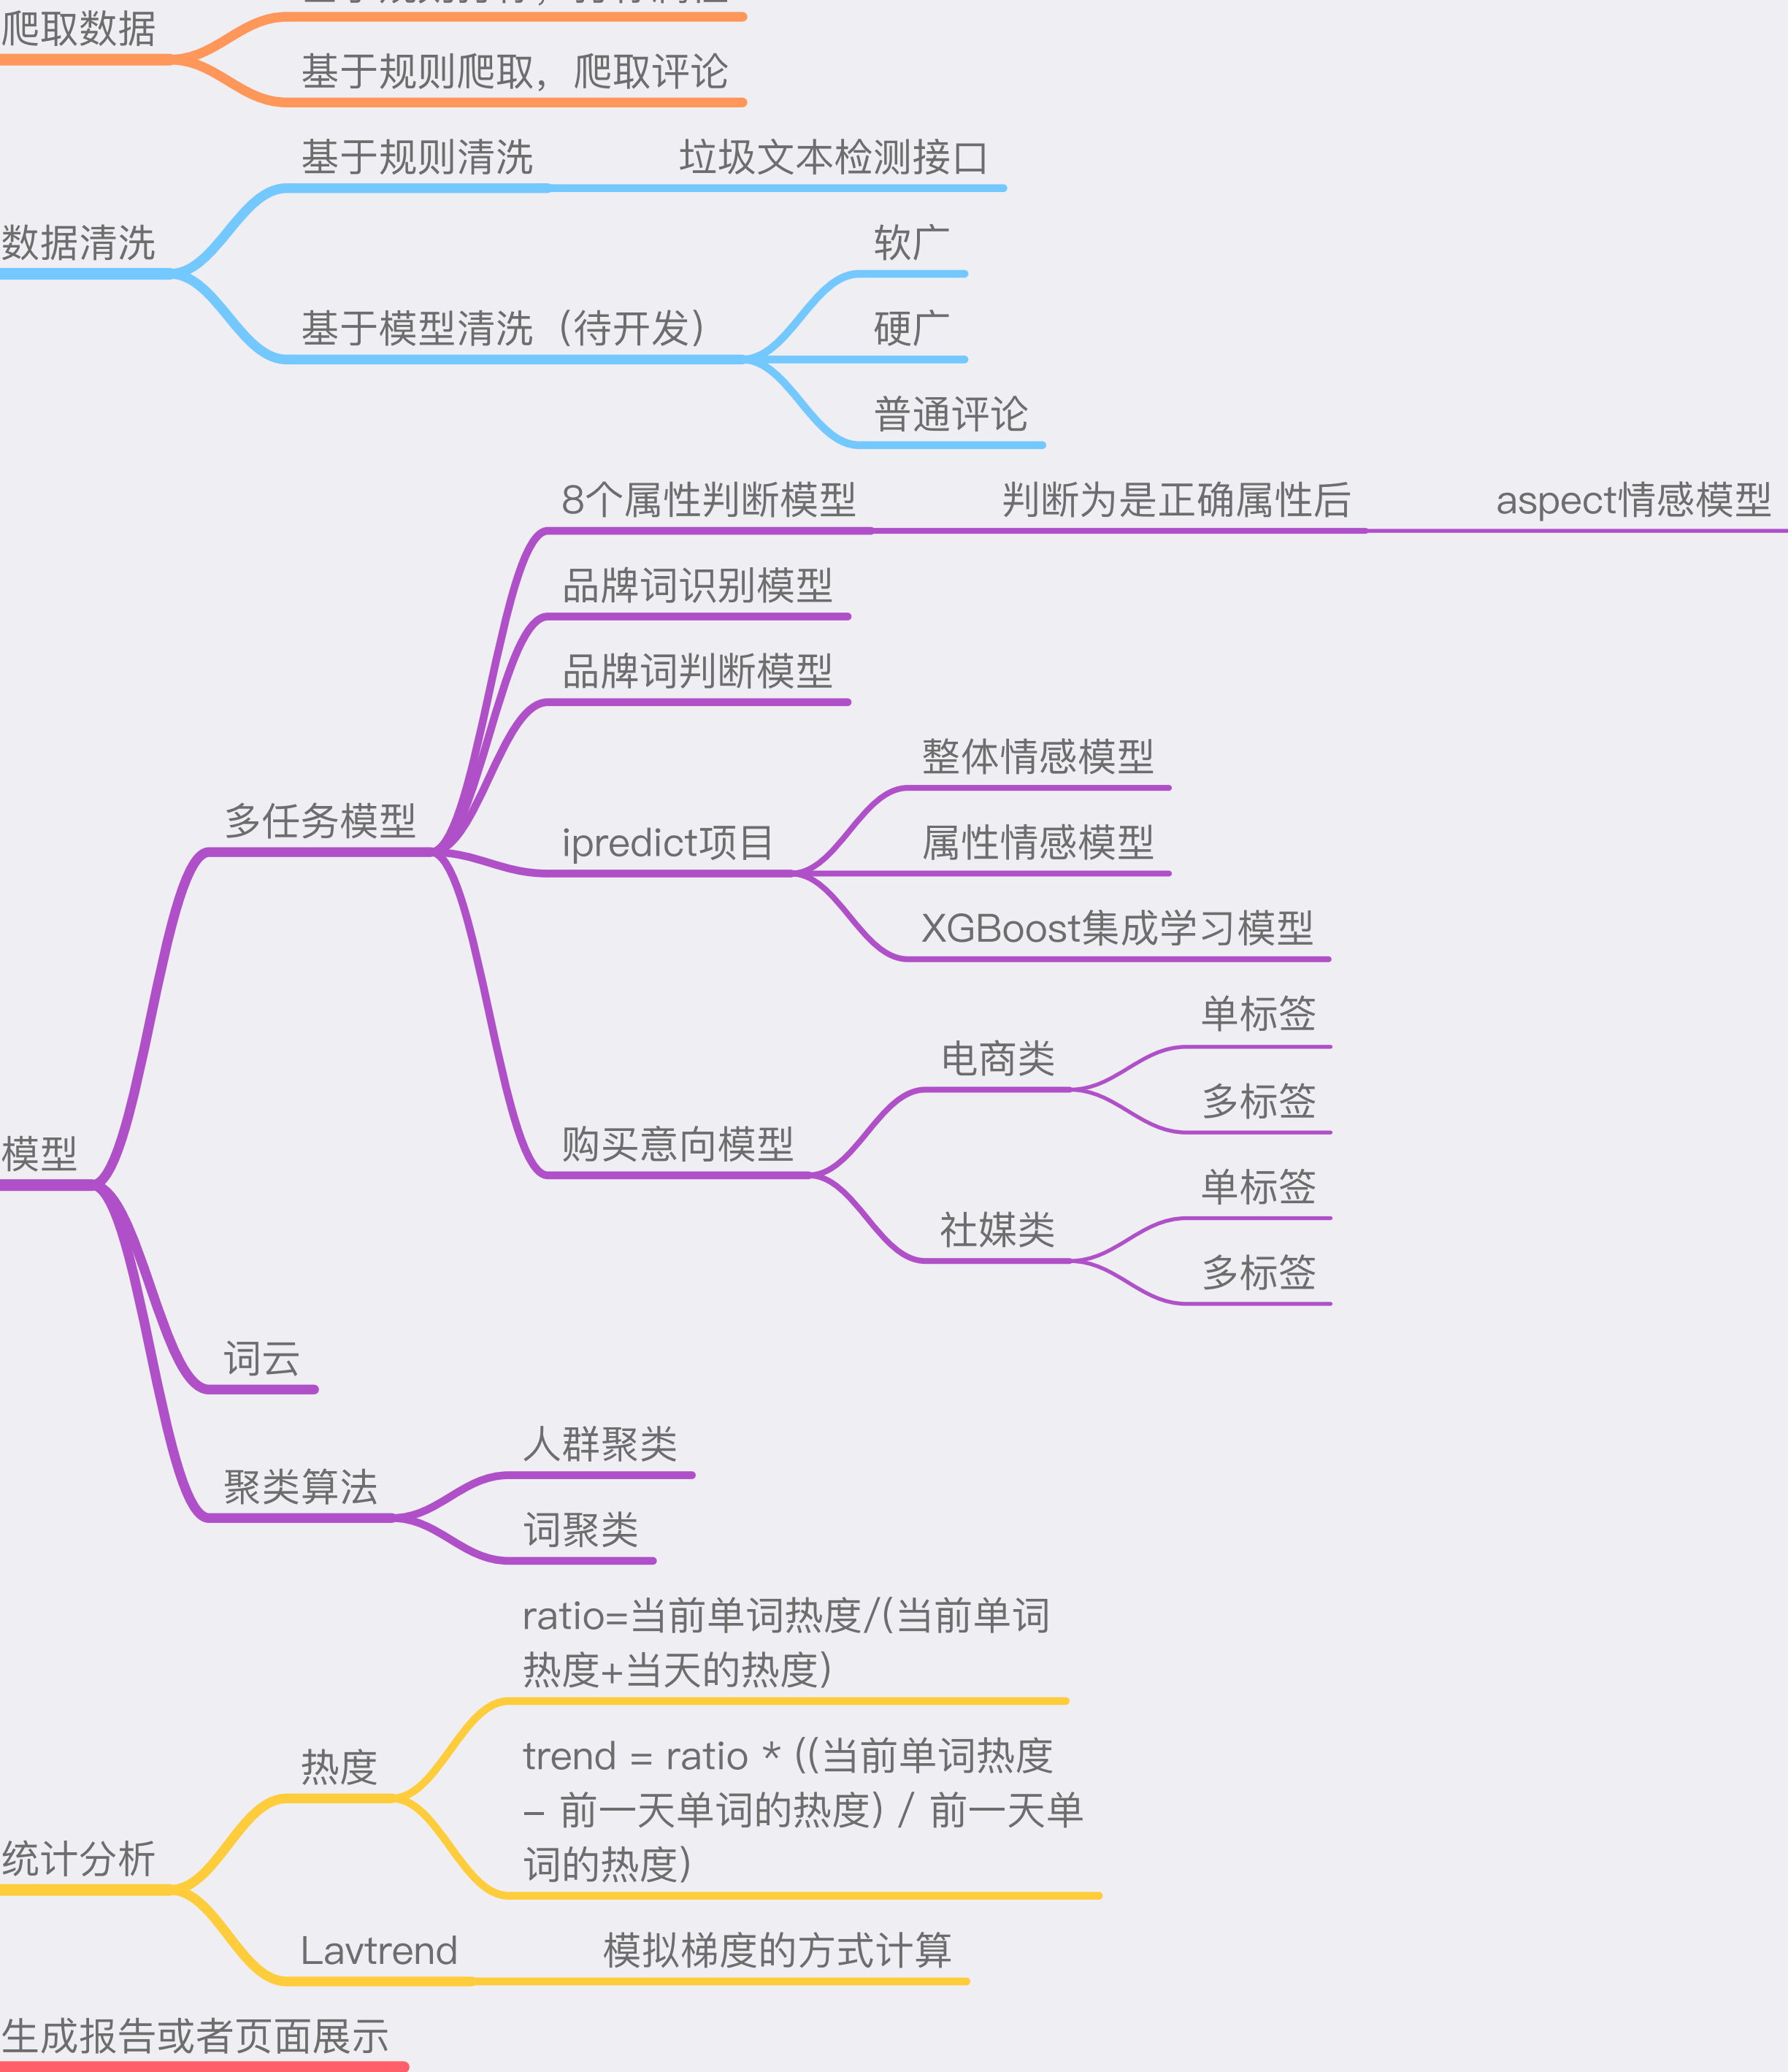 爬取数据
基于规则爬取，爬取评论
基于规则清洗
垃圾文本检测接口
数据清洗
软广
基于模型清洗（待开发）
硬广
普通评论
8个属性判断模型
判断为是正确属性后
aspect情感模型
品牌词识别模型
品牌词判断模型
多任务模型
整体情感模型
ipredict项目
属性情感模型
XGBoost集成学习模型
单标签
电商类
多标签
购买意向模型
单标签
社媒类
多标签
模型
词云
人群聚类
聚类算法
词聚类
ratio=当前单词热度/(当前单词
热度+当天的热度)
热度
trend = ratio * ((当前单词热度
– 前一天单词的热度) / 前一天单
词的热度)
统计分析
Lavtrend
模拟梯度的方式计算
生成报告或者页面展示